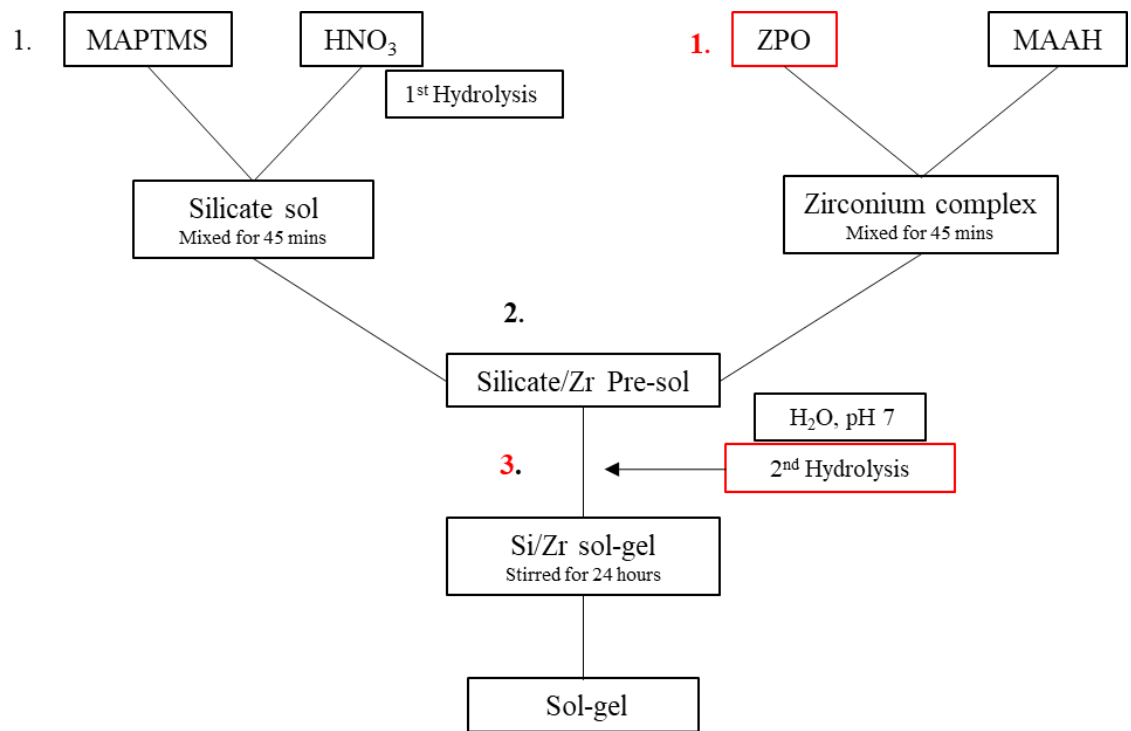 1. MAPTMS HNO₃ 1. ZPO MAAH
1ˢᵗ Hydrolysis
Silicate sol
Mixed for 45 mins
Zirconium complex
Mixed for 45 mins
2.
Silicate/Zr Pre-sol
H₂O, pH 7
3.
2ⁿᵈ Hydrolysis
Si/Zr sol-gel
Stirred for 24 hours
Sol-gel